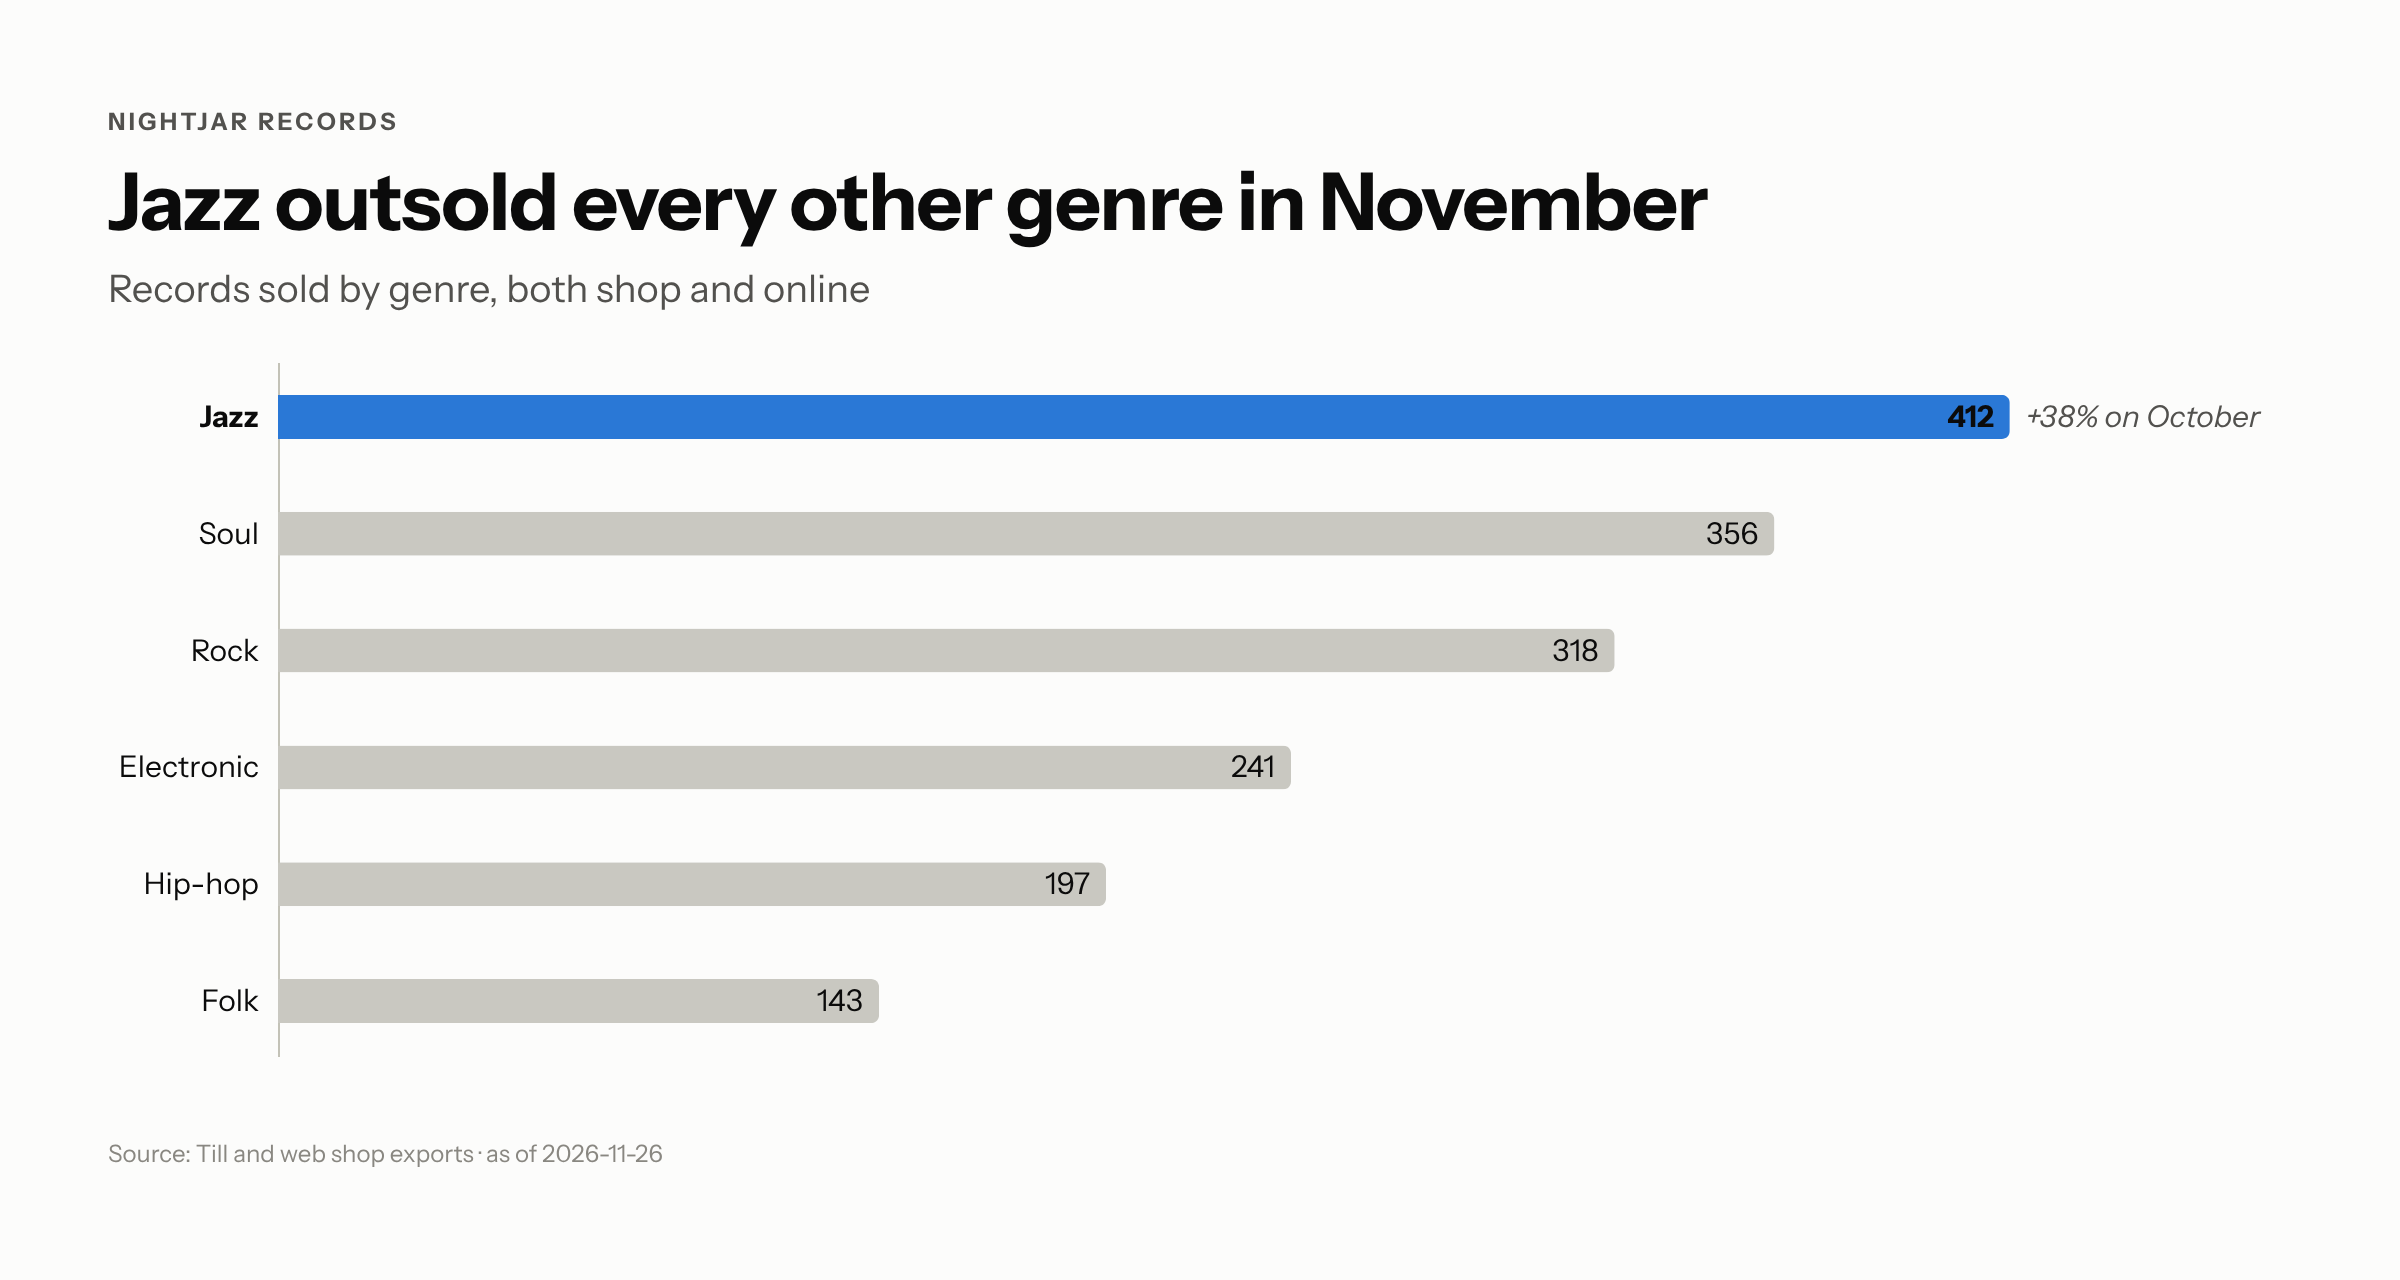 NIGHTJAR RECORDS
Jazz outsold every other genre in November
Records sold by genre, both shop and online
Jazz 412 +38% on October
Soul 356
Rock 318
Electronic 241
Hip-hop 197
Folk 143
Source: Till and web shop exports · as of 2026-11-26